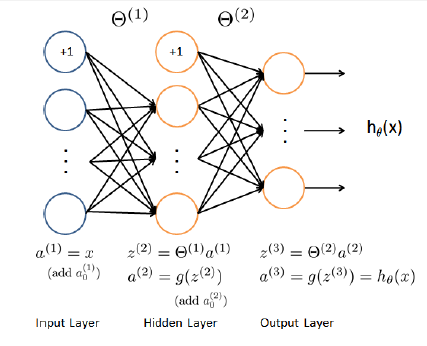 Θ⁽¹⁾ Θ⁽²⁾
+1 +1
hθ(x)
a⁽¹⁾ = x z⁽²⁾ = Θ⁽¹⁾a⁽¹⁾ z⁽³⁾ = Θ⁽²⁾a⁽²⁾
(add a₀⁽¹⁾) a⁽²⁾ = g(z⁽²⁾) a⁽³⁾ = g(z⁽³⁾) = hθ(x)
(add a₀⁽²⁾)
Input Layer Hidden Layer Output Layer